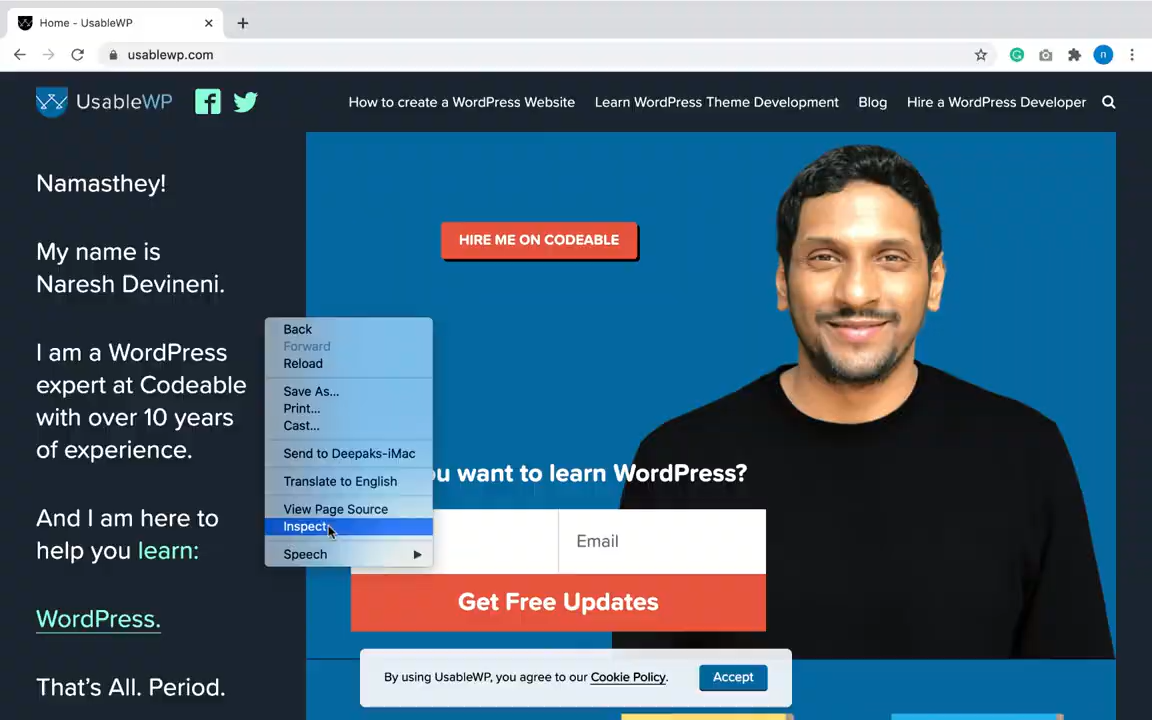 Home - UsableWP
usablewp.com
n
UsableWP
How to create a WordPress Website
Learn WordPress Theme Development
Blog
Hire a WordPress Developer
Namasthey!
My name is
Naresh Devineni.
I am a WordPress
expert at Codeable
with over 10 years
of experience.
And I am here to
help you learn:
WordPress.
That's All. Period.
HIRE ME ON CODEABLE
Back
Forward
Reload
Save As...
Print...
Cast...
Send to Deepaks-iMac
Translate to English
View Page Source
Inspect
Speech
ou want to learn WordPress?
Email
Get Free Updates
By using UsableWP, you agree to our Cookie Policy.
Accept